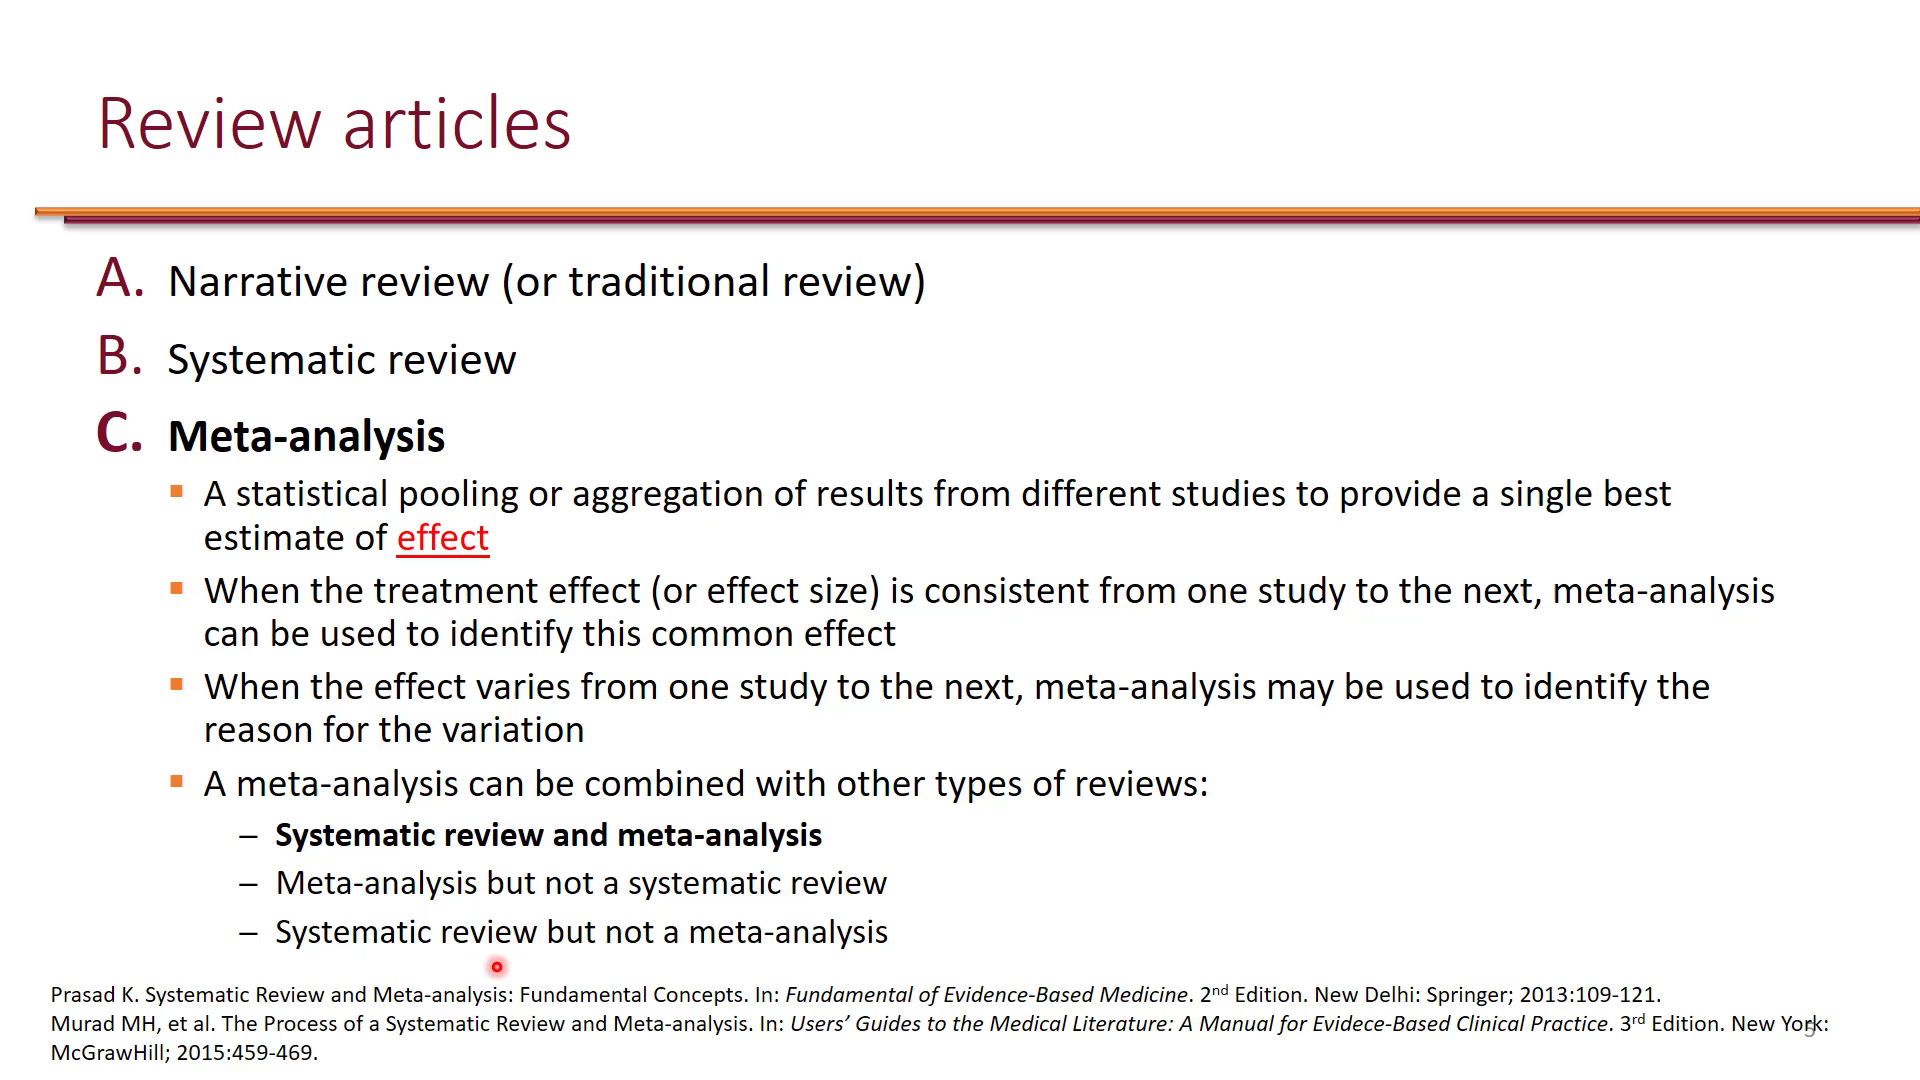 Review articles
A. Narrative review (or traditional review)
B. Systematic review
C. Meta-analysis
▪ A statistical pooling or aggregation of results from different studies to provide a single best
estimate of effect
▪ When the treatment effect (or effect size) is consistent from one study to the next, meta-analysis
can be used to identify this common effect
▪ When the effect varies from one study to the next, meta-analysis may be used to identify the
reason for the variation
▪ A meta-analysis can be combined with other types of reviews:
– Systematic review and meta-analysis
– Meta-analysis but not a systematic review
– Systematic review but not a meta-analysis
Prasad K. Systematic Review and Meta-analysis: Fundamental Concepts. In: Fundamental of Evidence-Based Medicine. 2nd Edition. New Delhi: Springer; 2013:109-121.
Murad MH, et al. The Process of a Systematic Review and Meta-analysis. In: Users’ Guides to the Medical Literature: A Manual for Evidece-Based Clinical Practice. 3rd Edition. New York:
McGrawHill; 2015:459-469.